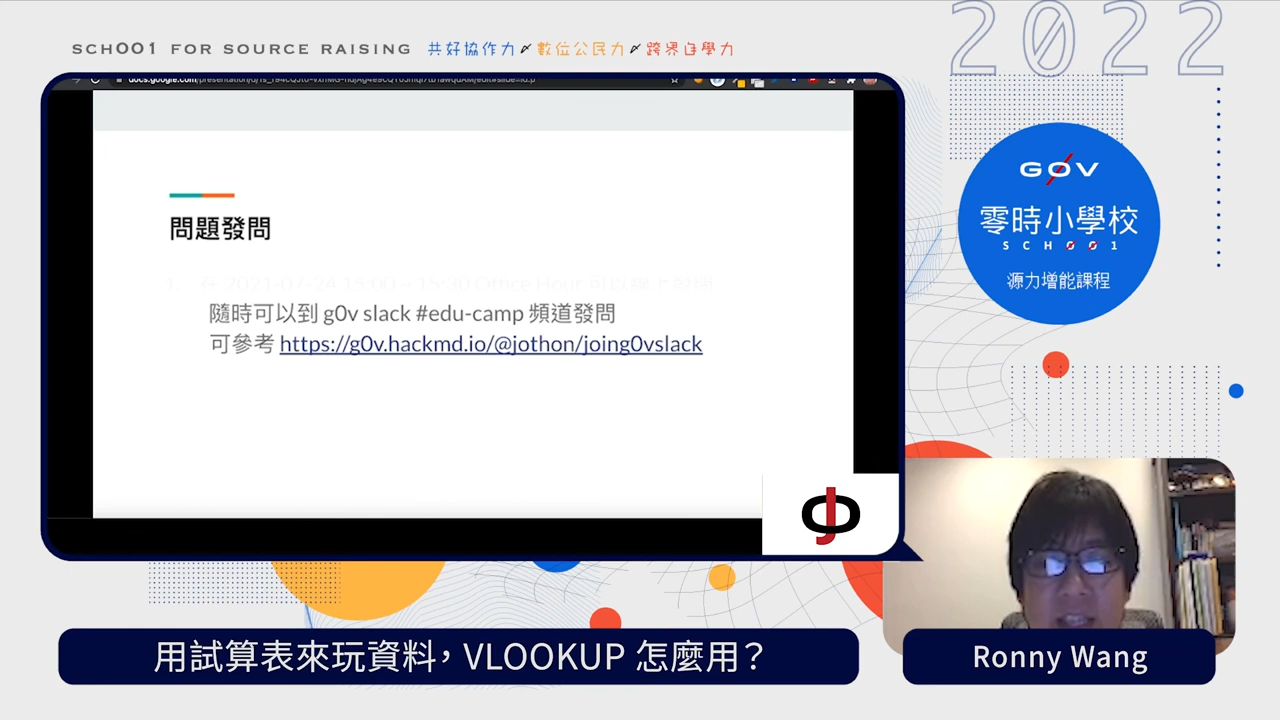 SCHOO1 FOR SOURCE RAISING 共好協作力 數位公民力 跨界自學力
2022
問題發問
隨時可以到 g0v slack #edu-camp 頻道發問
可參考 https://g0v.hackmd.io/@jothon/joing0vslack
GOV
零時小學校
SCHOO1
源力增能課程
用試算表來玩資料，VLOOKUP 怎麼用？
Ronny Wang